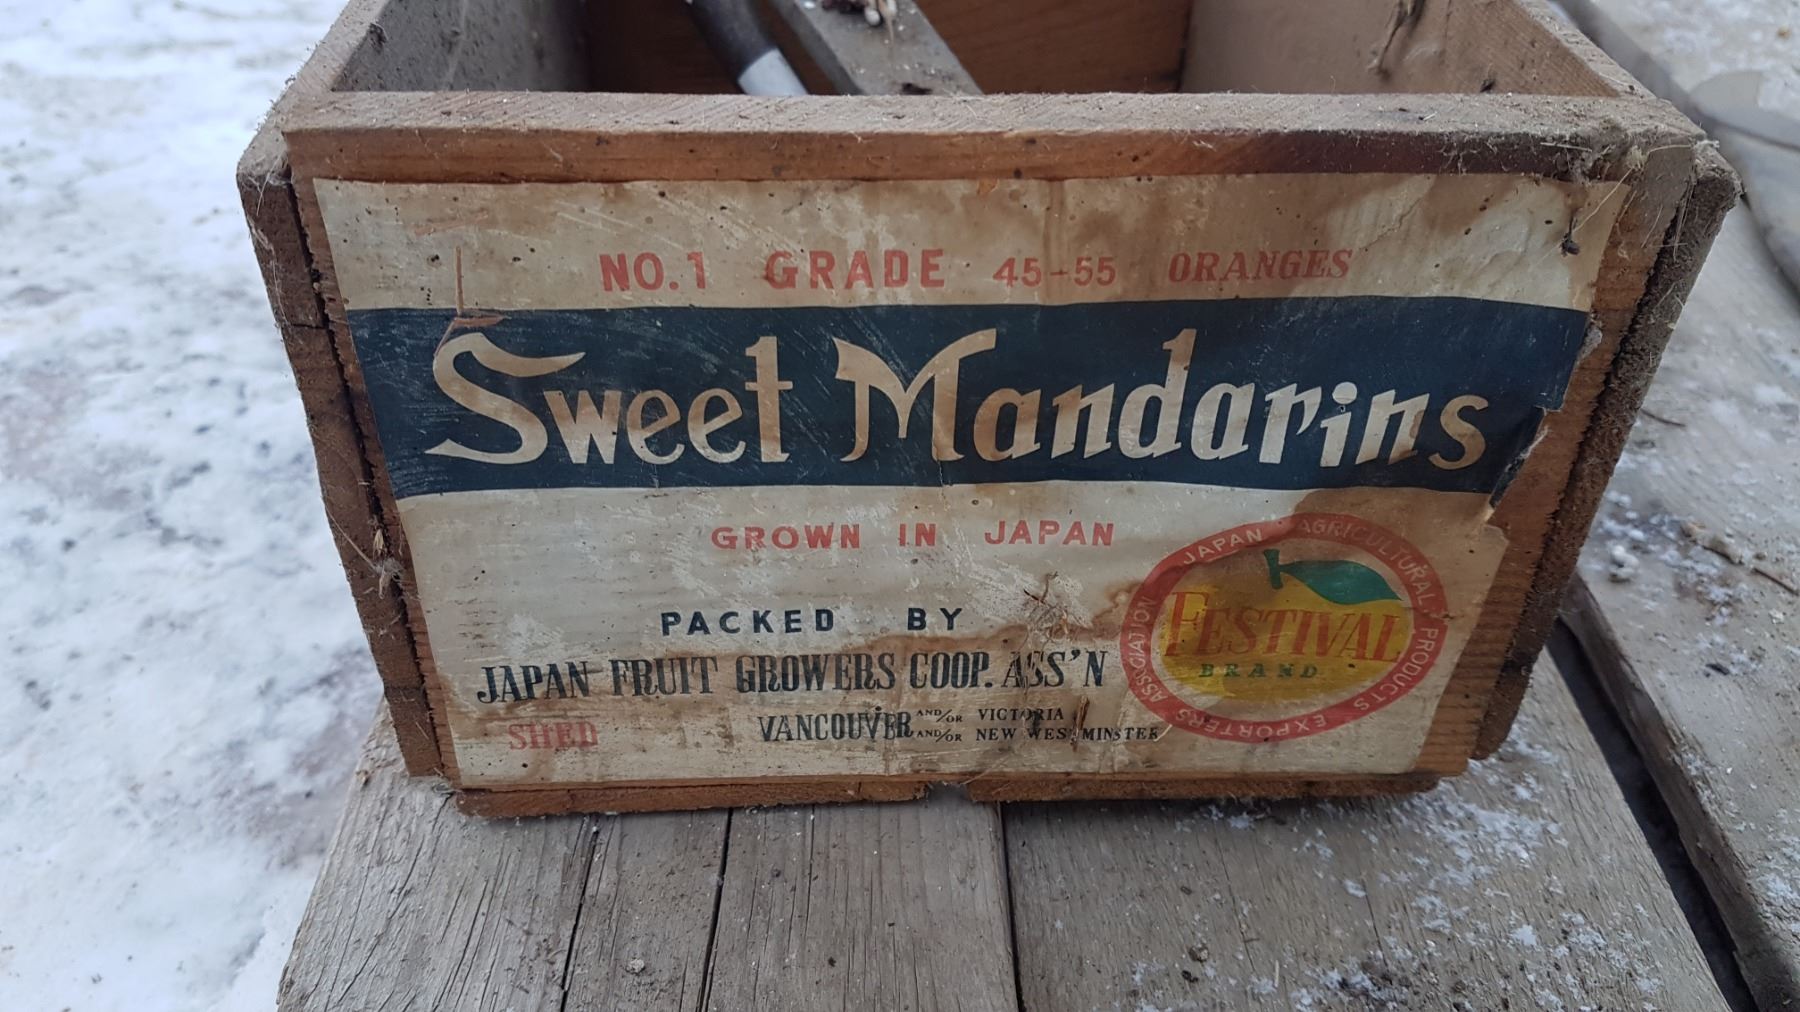 NO.1 GRADE 45-55 ORANGES
Sweet Mandarins
GROWN IN JAPAN
PACKED BY
JAPAN FRUIT GROWERS COOP. ASS'N
SHED VANCOUVER AND/OR VICTORIA
AND/OR NEW WESTMINSTER
JAPAN AGRICULTURAL PRODUCTS EXPORTERS ASSOCIATION
FESTIVAL
BRAND